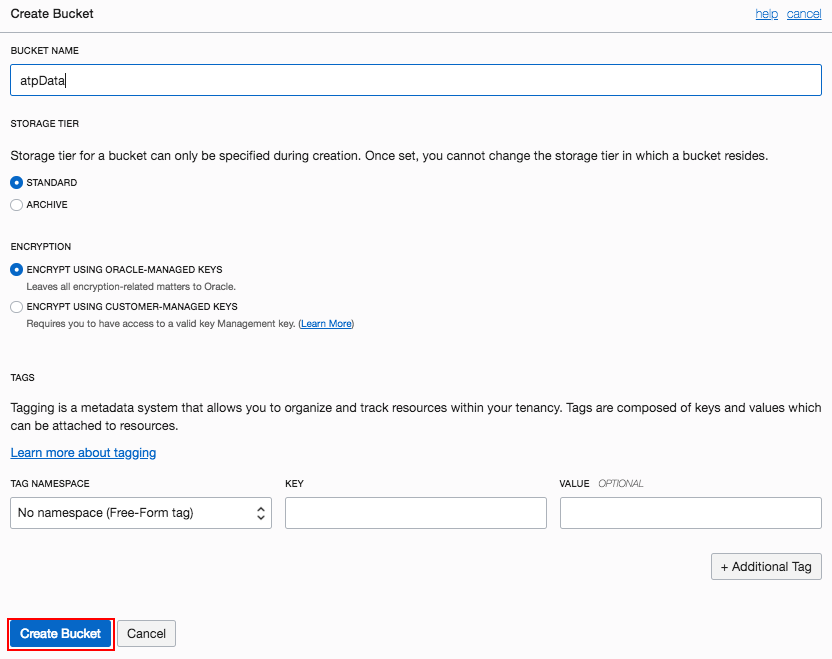 Create Bucket
help cancel
BUCKET NAME
atpData
STORAGE TIER
Storage tier for a bucket can only be specified during creation. Once set, you cannot change the storage tier in which a bucket resides.
STANDARD
ARCHIVE
ENCRYPTION
ENCRYPT USING ORACLE-MANAGED KEYS
Leaves all encryption-related matters to Oracle.
ENCRYPT USING CUSTOMER-MANAGED KEYS
Requires you to have access to a valid key Management key. (Learn More)
TAGS
Tagging is a metadata system that allows you to organize and track resources within your tenancy. Tags are composed of keys and values which
can be attached to resources.
Learn more about tagging
TAG NAMESPACE
KEY
VALUE OPTIONAL
No namespace (Free-Form tag)
+ Additional Tag
Create Bucket
Cancel